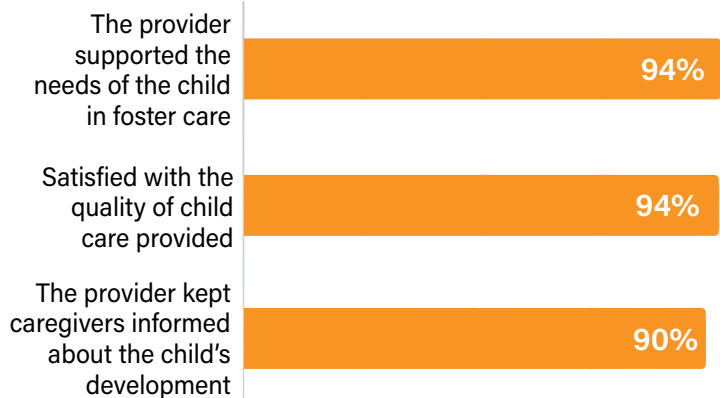 The provider
supported the
needs of the child
in foster care
94%
Satisfied with the
quality of child
care provided
94%
The provider kept
caregivers informed
about the child’s
development
90%